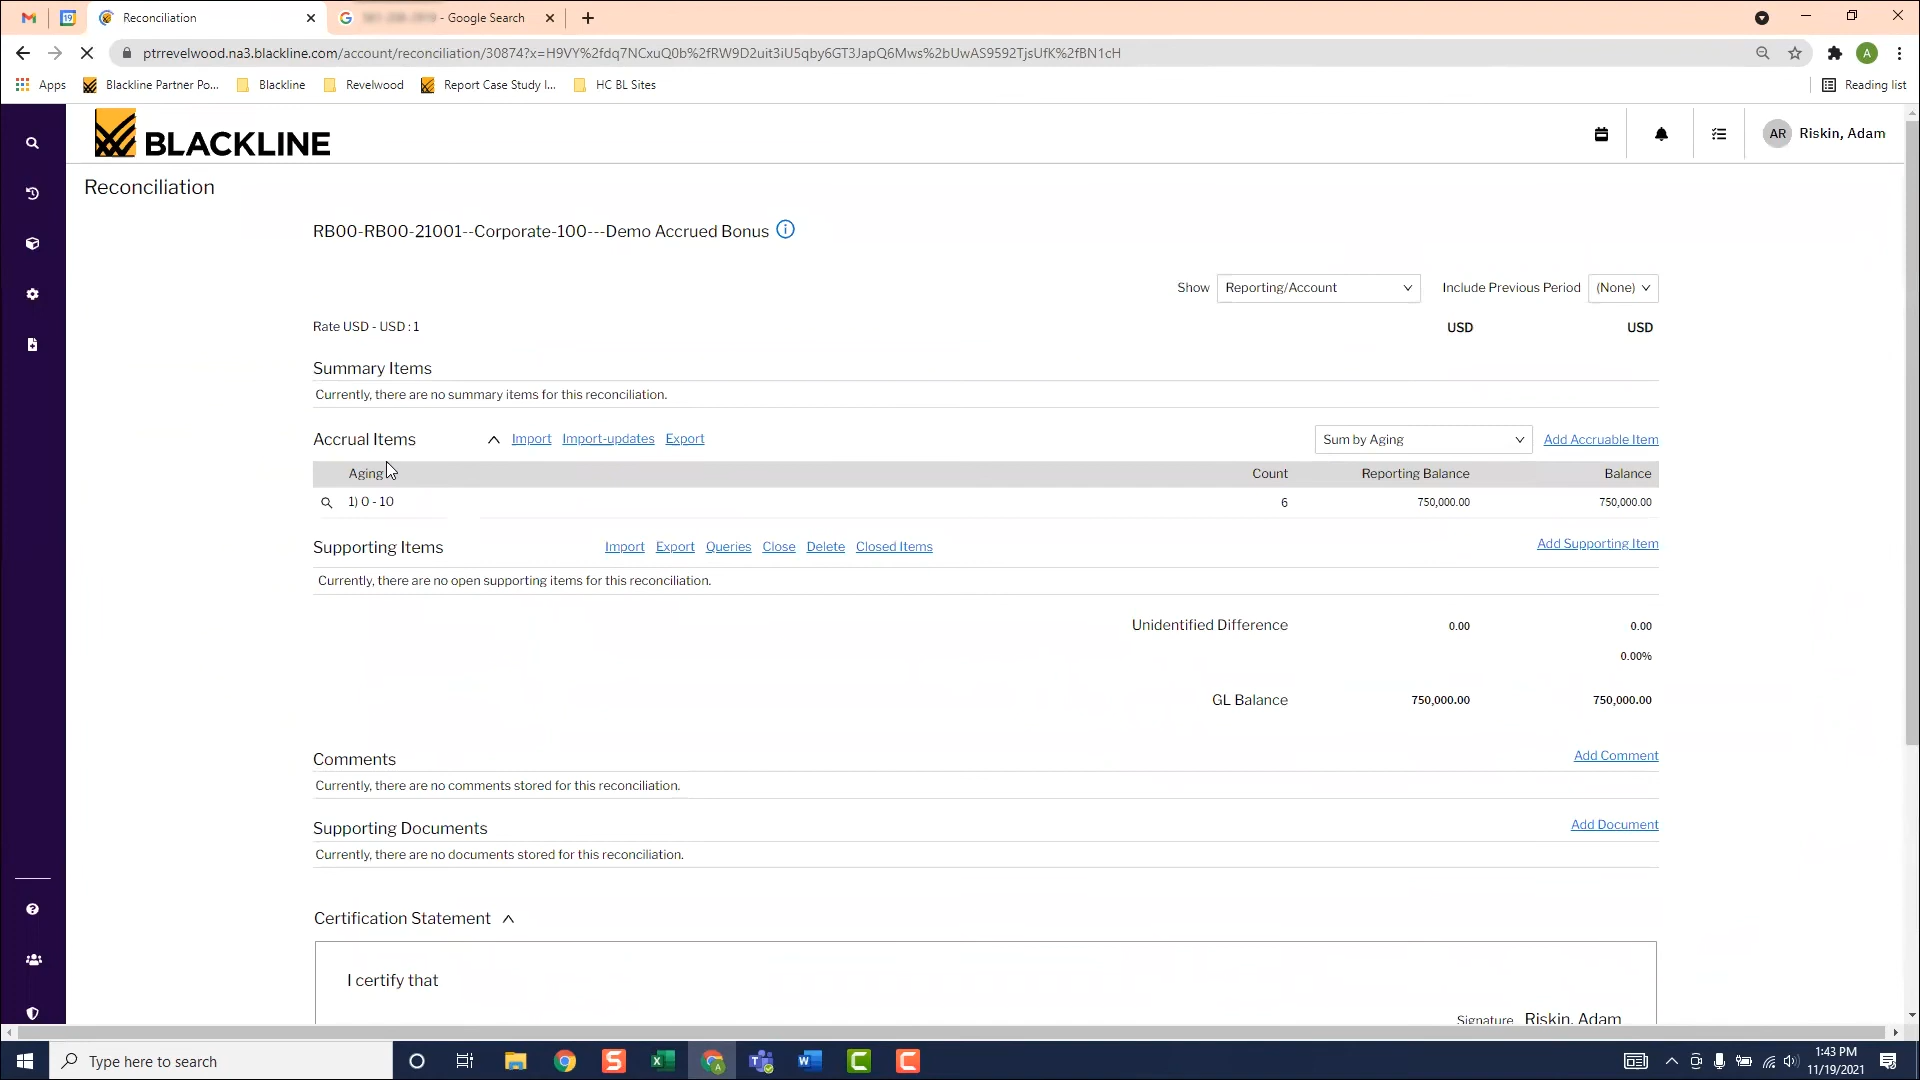 19
Reconciliation
- Google Search
ptrrevelwood.na3.blackline.com/account/reconciliation/30874?x=H9VY%2fdq7NCxuQ0b%2fRW9D2uit3iU5qby6GT3JapQ6Mws%2bUwAS9592TjsUfK%2fBN1cH
A
Apps
Blackline Partner Po...
Blackline
Revelwood
Report Case Study I...
HC BL Sites
Reading list
BLACKLINE
AR Riskin, Adam
Reconciliation
RB00-RB00-21001--Corporate-100---Demo Accrued Bonus
Show Reporting/Account Include Previous Period (None)
Rate USD - USD : 1 USD USD
Summary Items
Currently, there are no summary items for this reconciliation.
Accrual Items Import Import-updates Export Sum by Aging Add Accruable Item
Aging Count Reporting Balance Balance
1) 0 - 10 6 750,000.00 750,000.00
Supporting Items Import Export Queries Close Delete Closed Items Add Supporting Item
Currently, there are no open supporting items for this reconciliation.
Unidentified Difference 0.00 0.00
0.00%
GL Balance 750,000.00 750,000.00
Comments Add Comment
Currently, there are no comments stored for this reconciliation.
Supporting Documents Add Document
Currently, there are no documents stored for this reconciliation.
Certification Statement
I certify that
Signature Riskin, Adam
Type here to search
1:43 PM
11/19/2021